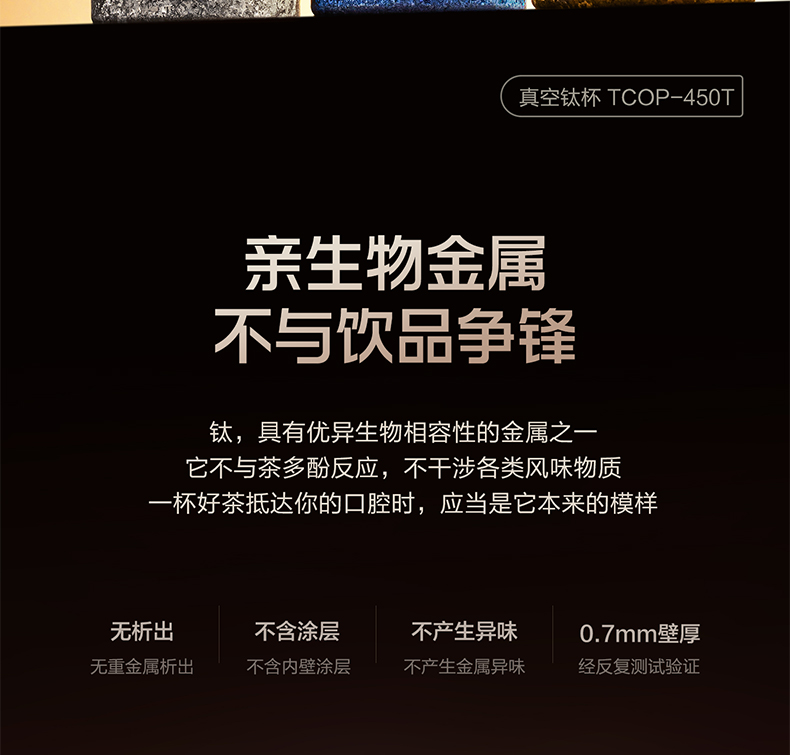 真空钛杯 TCOP-450T
亲生物金属
不与饮品争锋
钛，具有优异生物相容性的金属之一
它不与茶多酚反应，不干涉各类风味物质
一杯好茶抵达你的口腔时，应当是它本来的模样
无析出
不含涂层
不产生异味
0.7mm壁厚
无重金属析出
不含内壁涂层
不产生金属异味
经反复测试验证